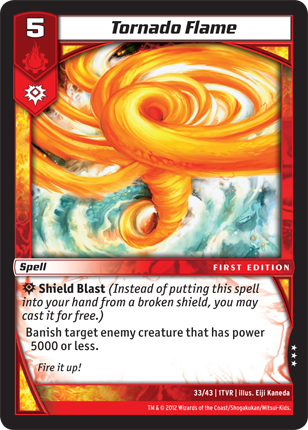 5
Tornado Flame
Spell
FIRST EDITION
Shield Blast (Instead of putting this spell
into your hand from a broken shield, you may
cast it for free.)
Banish target enemy creature that has power
5000 or less.
Fire it up!
33/43 | 1TVR | illus. Eiji Kaneda
TM & © 2012 Wizards of the Coast/Shogakukan/Mitsui-Kids.